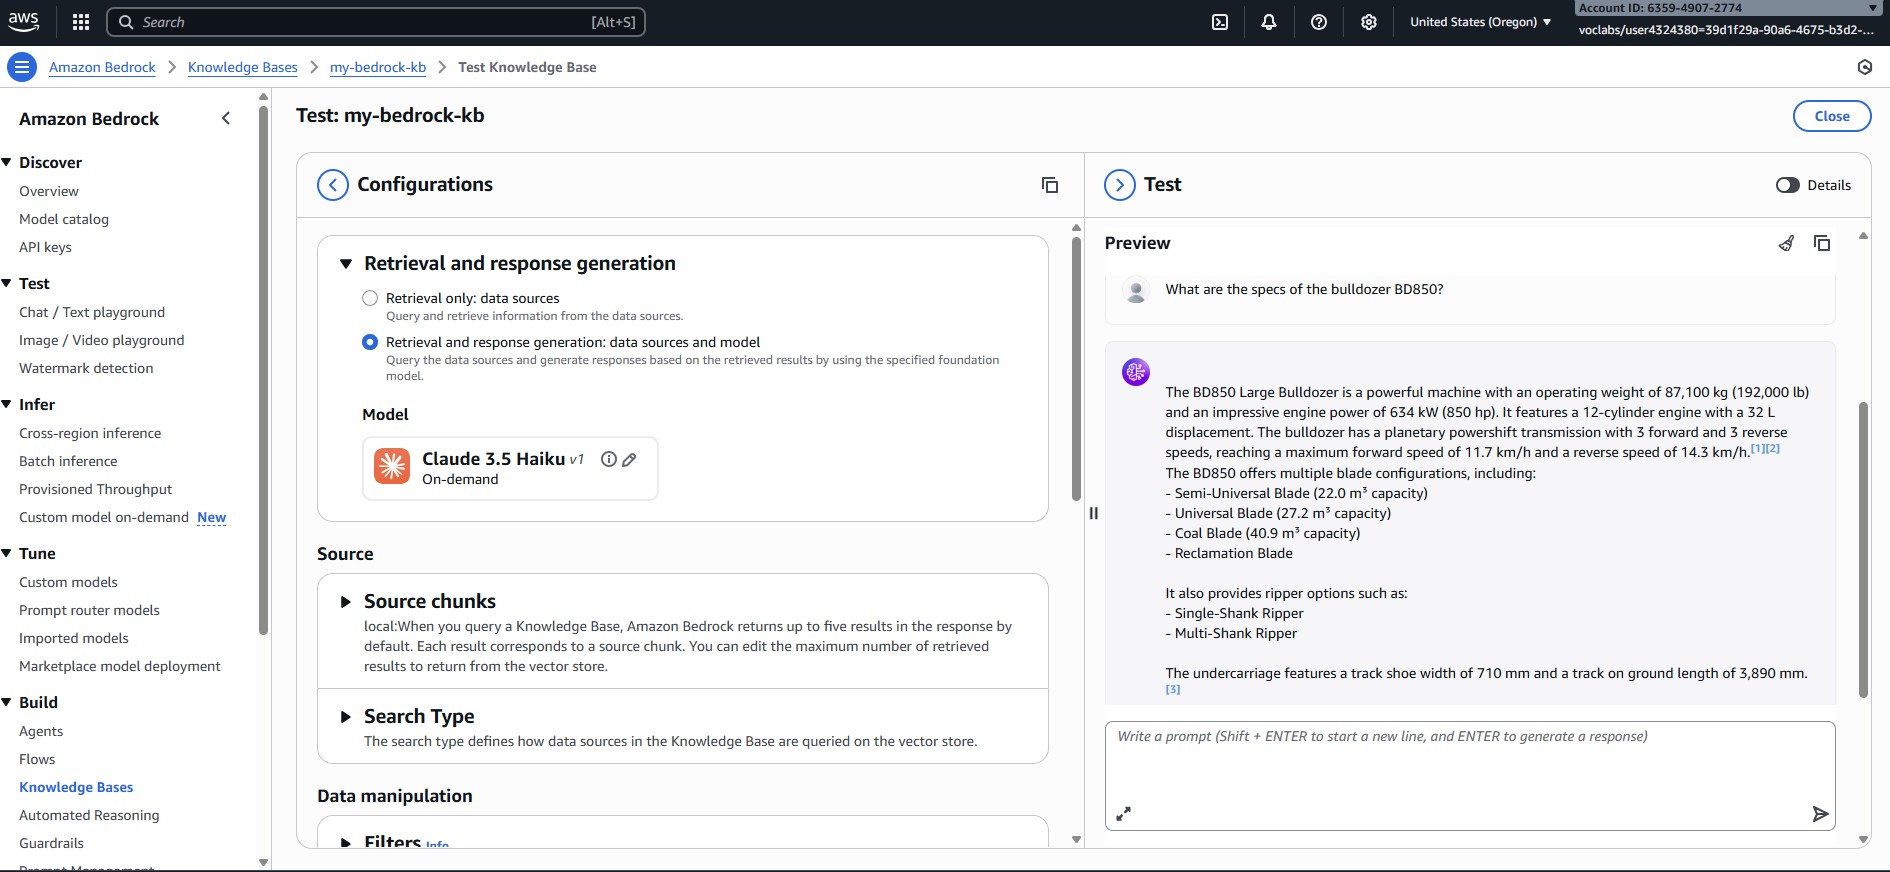 aws
Search
[Alt+S]
United States (Oregon)
Account ID: 6359-4907-2774
voclabs/user4324380=39d1f29a-90a6-4675-b3d2-...
Amazon Bedrock
Knowledge Bases
my-bedrock-kb
Test Knowledge Base
Amazon Bedrock
Discover
Overview
Model catalog
API keys
Test
Chat / Text playground
Image / Video playground
Watermark detection
Infer
Cross-region inference
Batch inference
Provisioned Throughput
Custom model on-demand New
Tune
Custom models
Prompt router models
Imported models
Marketplace model deployment
Build
Agents
Flows
Knowledge Bases
Automated Reasoning
Guardrails
Prompt Management
Test: my-bedrock-kb
Close
Configurations
Retrieval and response generation
Retrieval only: data sources
Query and retrieve information from the data sources.
Retrieval and response generation: data sources and model
Query the data sources and generate responses based on the retrieved results by using the specified foundation
model.
Model
Claude 3.5 Haiku v1
On-demand
Source
Source chunks
local:When you query a Knowledge Base, Amazon Bedrock returns up to five results in the response by
default. Each result corresponds to a source chunk. You can edit the maximum number of retrieved
results to return from the vector store.
Search Type
The search type defines how data sources in the Knowledge Base are queried on the vector store.
Data manipulation
Filters Info
Test
Details
Preview
What are the specs of the bulldozer BD850?
The BD850 Large Bulldozer is a powerful machine with an operating weight of 87,100 kg (192,000 lb)
and an impressive engine power of 634 kW (850 hp). It features a 12-cylinder engine with a 32 L
displacement. The bulldozer has a planetary powershift transmission with 3 forward and 3 reverse
speeds, reaching a maximum forward speed of 11.7 km/h and a reverse speed of 14.3 km/h.[1][2]
The BD850 offers multiple blade configurations, including:
- Semi-Universal Blade (22.0 m³ capacity)
- Universal Blade (27.2 m³ capacity)
- Coal Blade (40.9 m³ capacity)
- Reclamation Blade
It also provides ripper options such as:
- Single-Shank Ripper
- Multi-Shank Ripper
The undercarriage features a track shoe width of 710 mm and a track on ground length of 3,890 mm.
[3]
Write a prompt (Shift + ENTER to start a new line, and ENTER to generate a response)